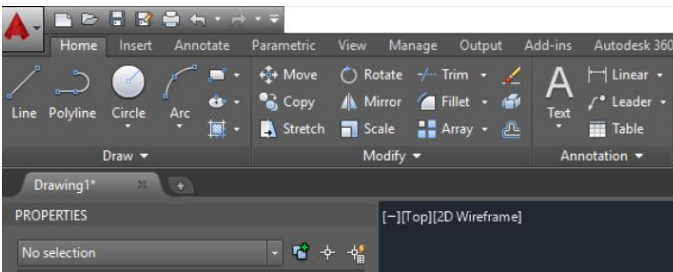 Home Insert Annotate Parametric View Manage Output Add-ins Autodesk 360
Line Polyline Circle Arc
Move Rotate Trim
Copy Mirror Fillet
Stretch Scale Array
Text
Linear
Leader
Table
Draw Modify Annotation
Drawing1*
PROPERTIES
No selection
[−][Top][2D Wireframe]